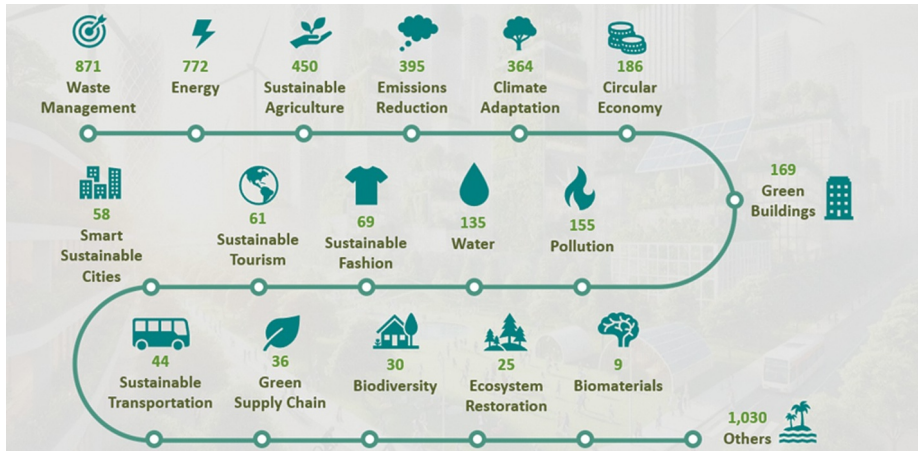 871
Waste
Management
772
Energy
450
Sustainable
Agriculture
395
Emissions
Reduction
364
Climate
Adaptation
186
Circular
Economy
169
Green
Buildings
155
Pollution
135
Water
69
Sustainable
Fashion
61
Sustainable
Tourism
58
Smart
Sustainable
Cities
44
Sustainable
Transportation
36
Green
Supply Chain
30
Biodiversity
25
Ecosystem
Restoration
9
Biomaterials
1,030
Others